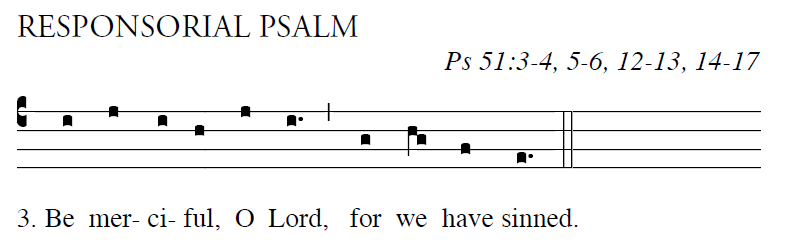 RESPONSORIAL PSALM
Ps 51:3-4, 5-6, 12-13, 14-17
3. Be mer- ci- ful, O Lord, for we have sinned.